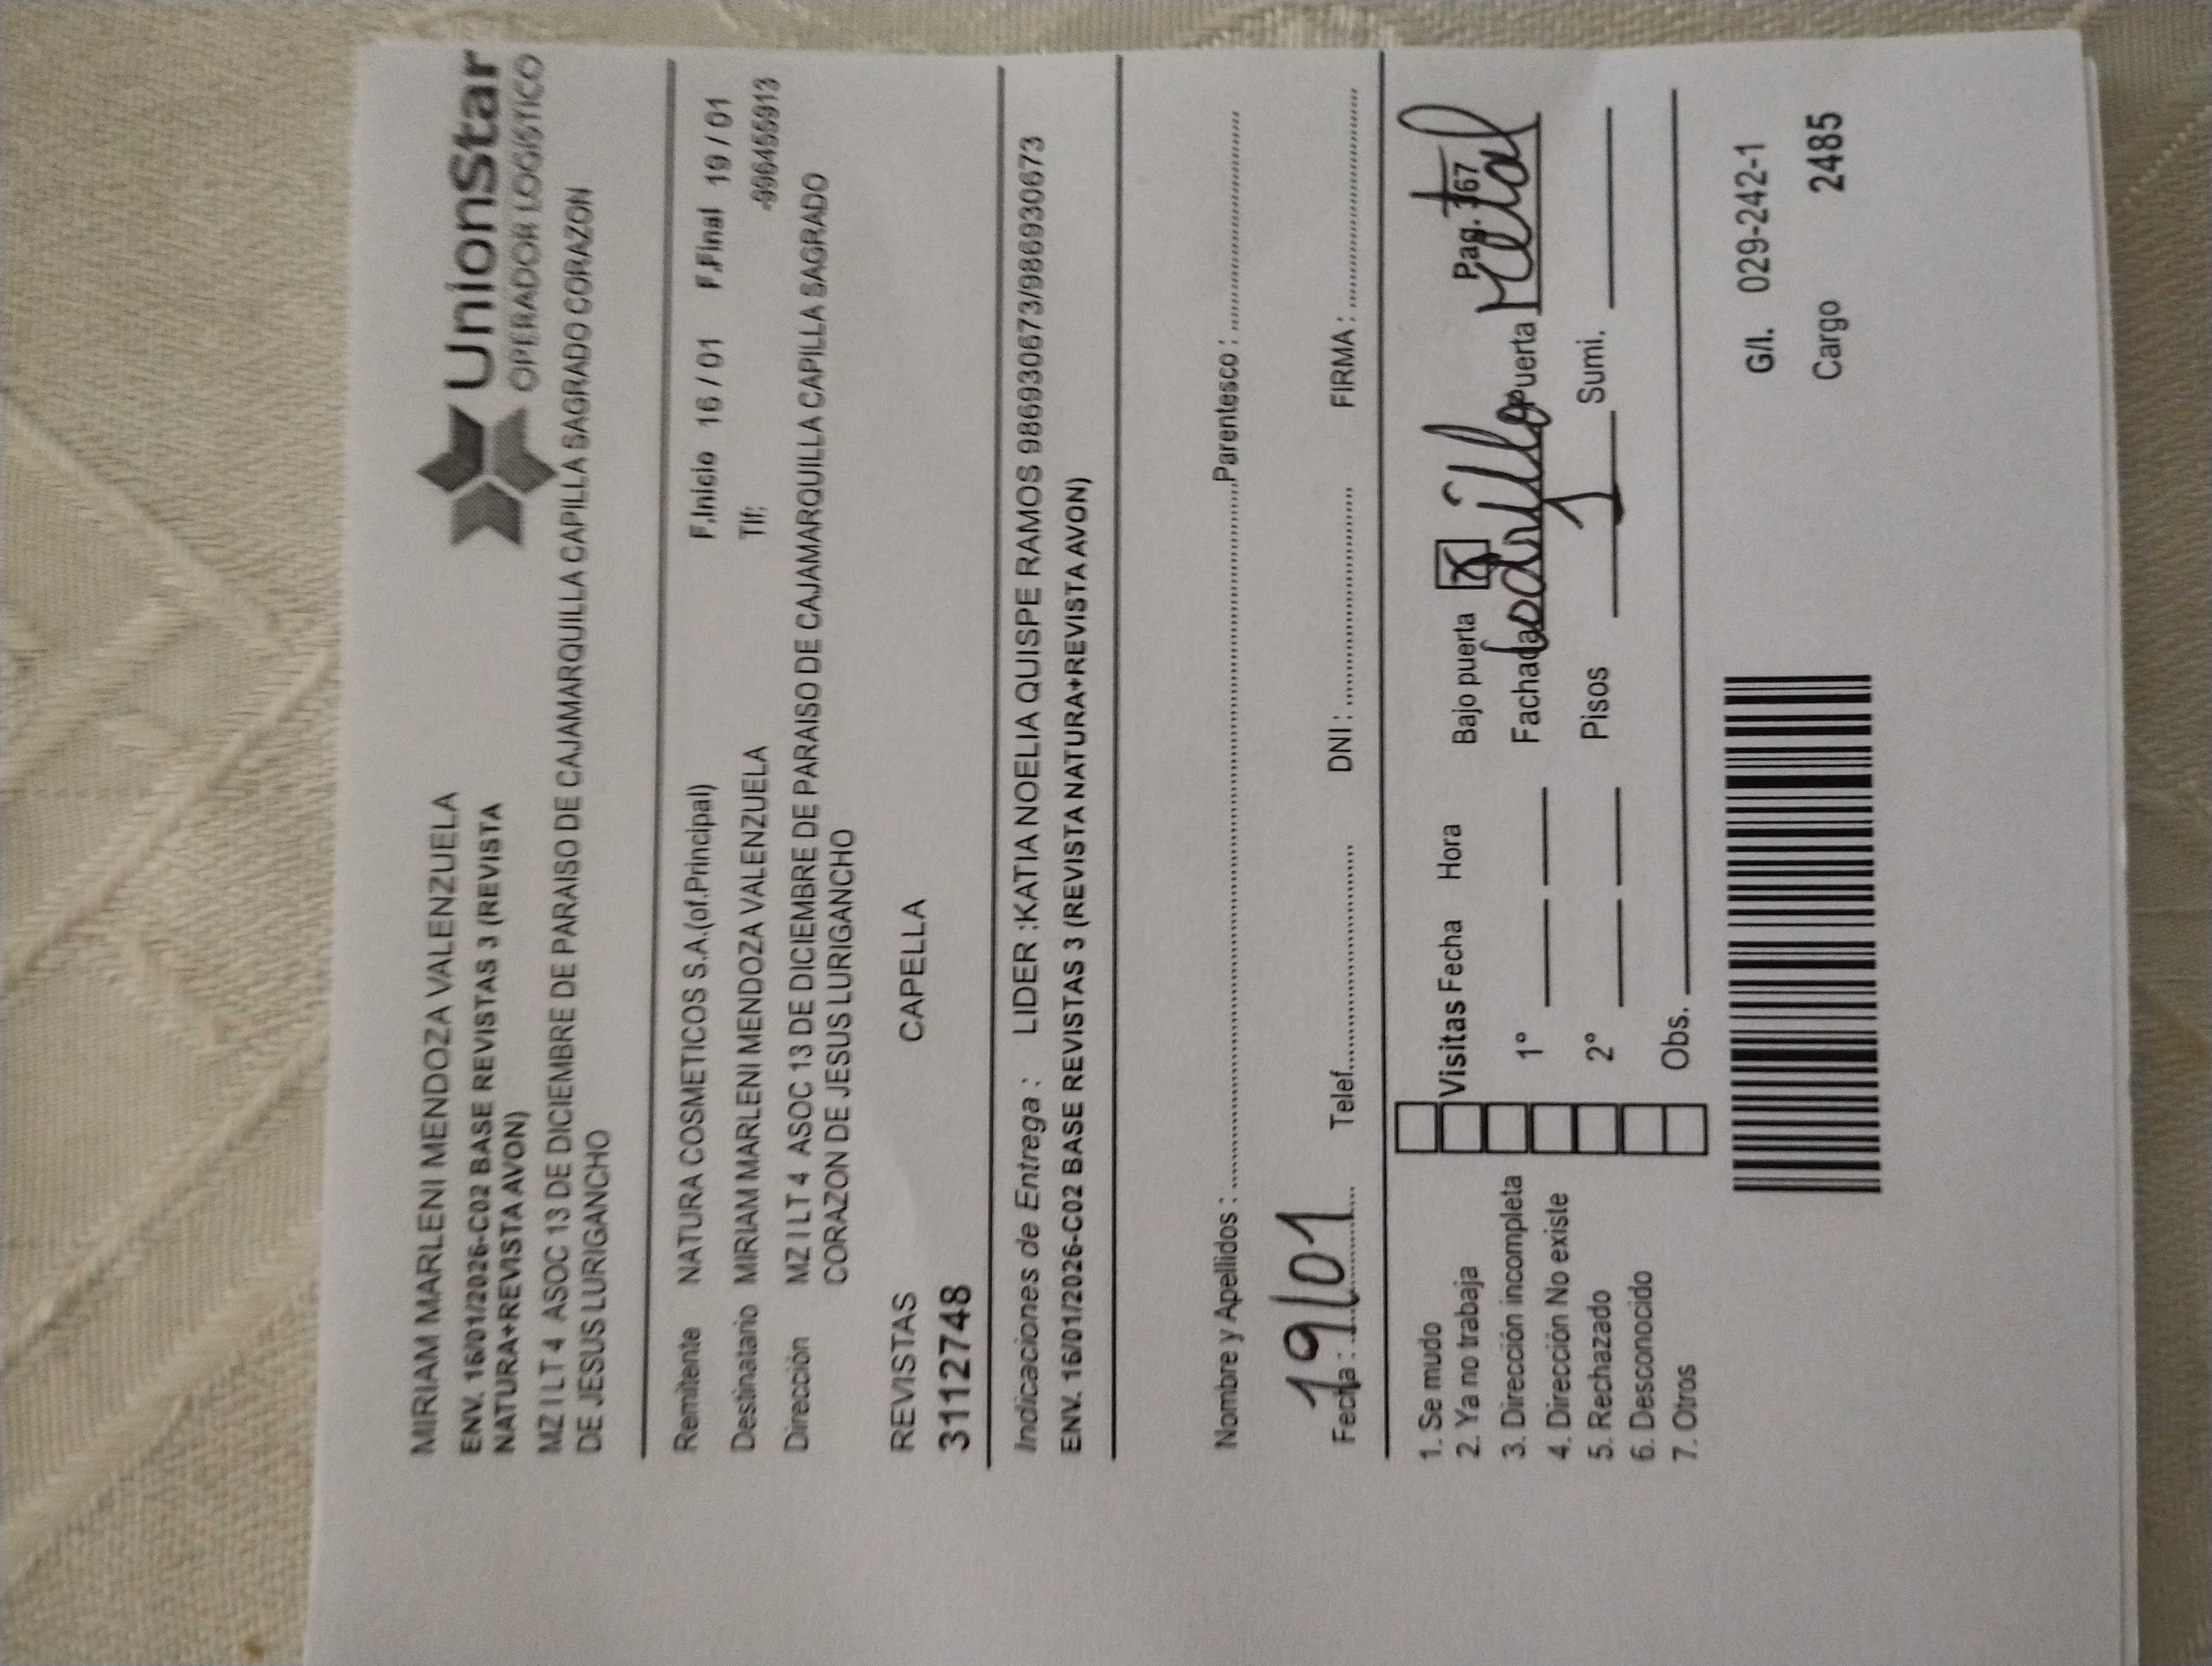 MIRIAM MARLENI MENDOZA VALENZUELA
UnionStar
OPERADOR LOGISTICO
ENV. 16/01/2026-C02 BASE REVISTAS 3 (REVISTA
NATURA+REVISTA AVON)
MZ I LT 4 ASOC 13 DE DICIEMBRE DE PARAISO DE CAJAMARQUILLA CAPILLA CAPILLA SAGRADO CORAZON
DE JESUS LURIGANCHO
Remitente NATURA COSMETICOS S.A.(of.Principal) F.Inicio 16 / 01 F.Final 19 / 01
Destinatario MIRIAM MARLENI MENDOZA VALENZUELA Tlf:
Dirección MZ I LT 4 ASOC 13 DE DICIEMBRE DE PARAISO DE CAJAMARQUILLA CAPILLA CAPILLA SAGRADO
CORAZON DE JESUS LURIGANCHO
REVISTAS CAPELLA
3112748
Indicaciones de Entrega : LIDER :KATIA NOELIA QUISPE RAMOS 986930673/986930673
ENV. 16/01/2026-C02 BASE REVISTAS 3 (REVISTA NATURA+REVISTA AVON)
Nombre y Apellidos : Parentesco :
Fecha : 19/01 Telef. DNI : FIRMA :
1. Se mudo
2. Ya no trabaja
3. Dirección incompleta
4. Dirección No existe
5. Rechazado
6. Desconocido
7. Otros
Visitas Fecha Hora Bajo puerta X Pag. 367
1° Fachada Ladrillo Puerta Metal
2° Pisos 1 Sumi.
Obs.
G/I. 029-242-1
Cargo 2485